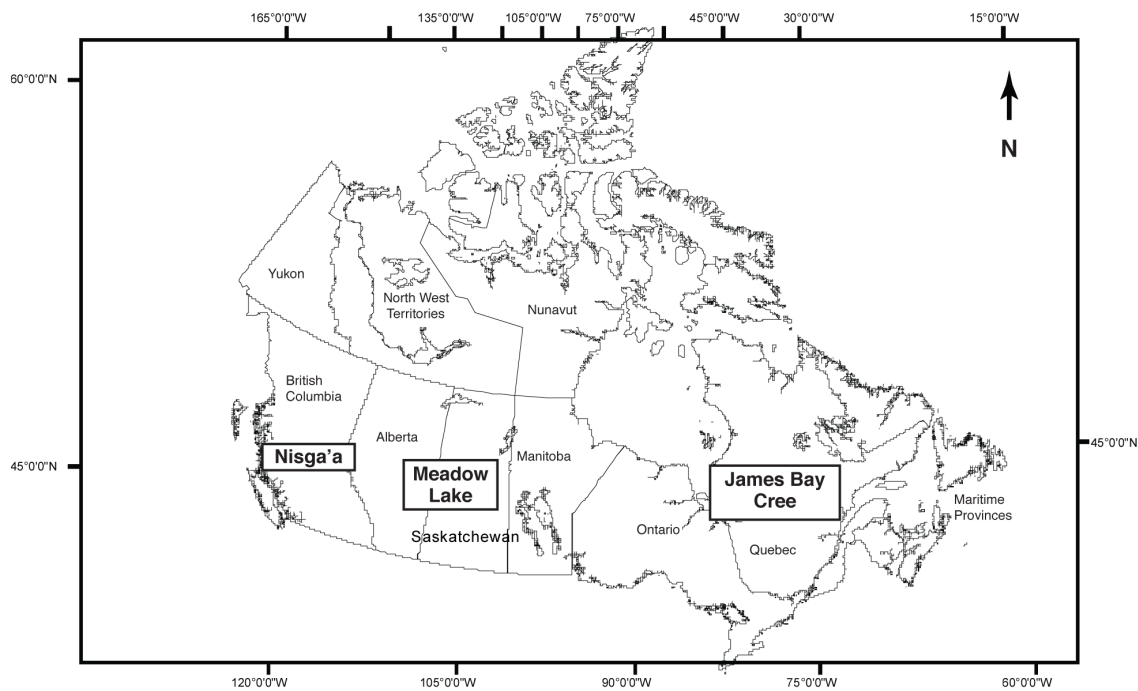 165°0'0"W 135°0'0"W 105°0'0"W 75°0'0"W 45°0'0"W 30°0'0"W 15°0'0"W
60°0'0"N
N
Yukon
North West
Territories
Nunavut
British
Columbia
Alberta
Manitoba
45°0'0"N
45°0'0"N
Nisga'a
Meadow
Lake
James Bay
Cree
Maritime
Provinces
Saskatchewan
Ontario
Quebec
120°0'0"W 105°0'0"W 90°0'0"W 75°0'0"W 60°0'0"W